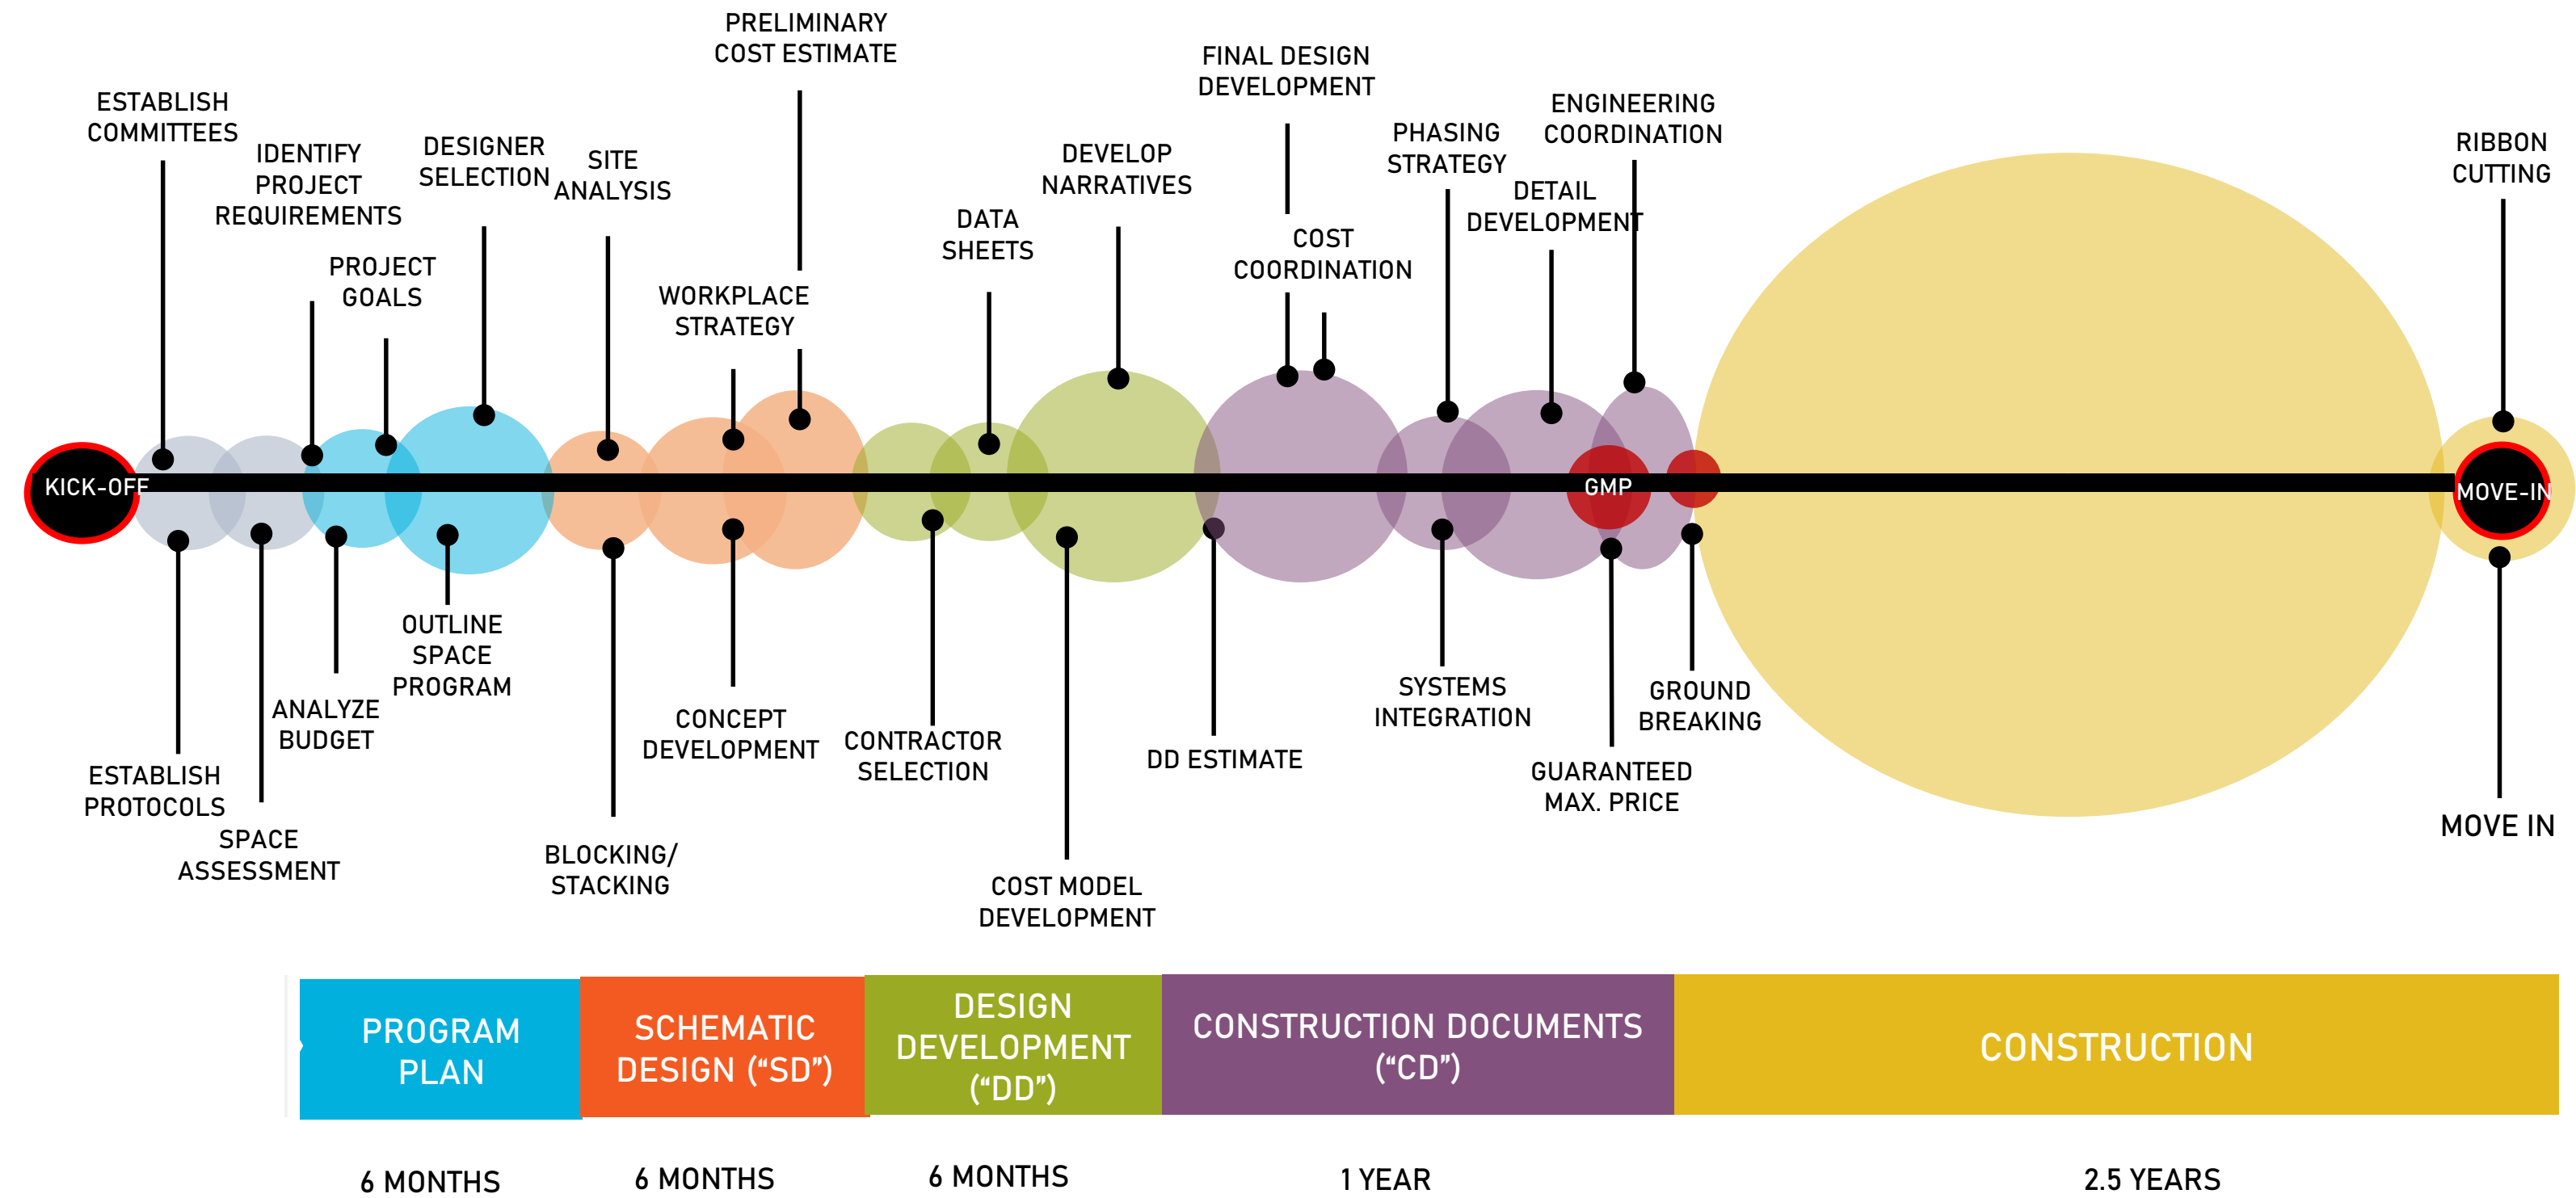 PRELIMINARY
COST ESTIMATE
FINAL DESIGN
DEVELOPMENT
ESTABLISH
COMMITTEES
IDENTIFY
PROJECT
REQUIREMENTS
DESIGNER
SELECTION
SITE
ANALYSIS
DEVELOP
NARRATIVES
PHASING
STRATEGY
ENGINEERING
COORDINATION
RIBBON
CUTTING
DETAIL
DEVELOPMENT
DATA
SHEETS
COST
COORDINATION
PROJECT
GOALS
WORKPLACE
STRATEGY
KICK-OFF
GMP
MOVE-IN
OUTLINE
SPACE
PROGRAM
ANALYZE
BUDGET
ESTABLISH
PROTOCOLS
SPACE
ASSESSMENT
BLOCKING/
STACKING
CONCEPT
DEVELOPMENT
CONTRACTOR
SELECTION
COST MODEL
DEVELOPMENT
DD ESTIMATE
SYSTEMS
INTEGRATION
GUARANTEED
MAX. PRICE
GROUND
BREAKING
MOVE IN
PROGRAM
PLAN
SCHEMATIC
DESIGN (“SD”)
DESIGN
DEVELOPMENT
(“DD”)
CONSTRUCTION DOCUMENTS
(“CD”)
CONSTRUCTION
6 MONTHS
6 MONTHS
6 MONTHS
1 YEAR
2.5 YEARS